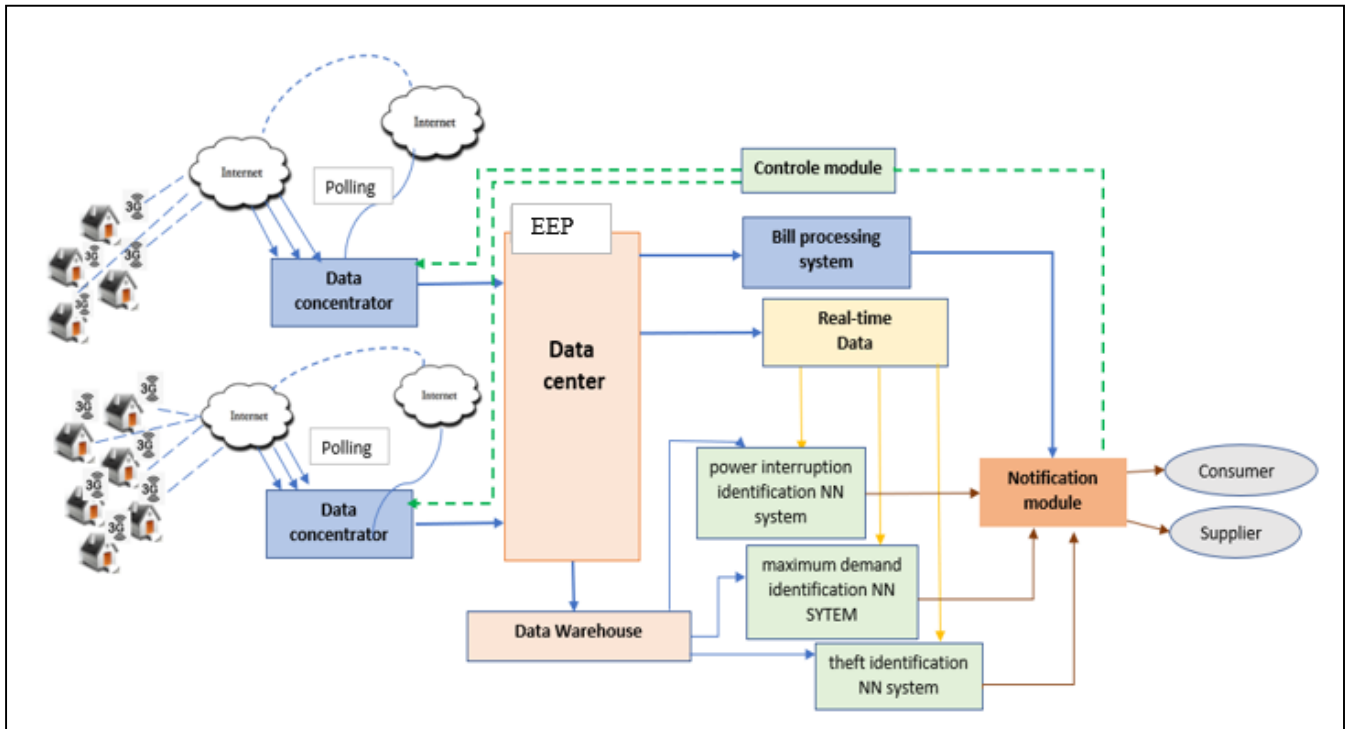 Internet
Internet
Polling
3G
3G
3G
3G
Controle module
EEP
Bill processing
system
Data
concentrator
Real-time
Data
Data
center
Internet
Internet
3G
3G
3G
3G
3G
3G
Polling
Data
concentrator
power interruption
identification NN
system
Notification
module
Consumer
Supplier
maximum demand
identification NN
SYTEM
Data Warehouse
theft identification
NN system